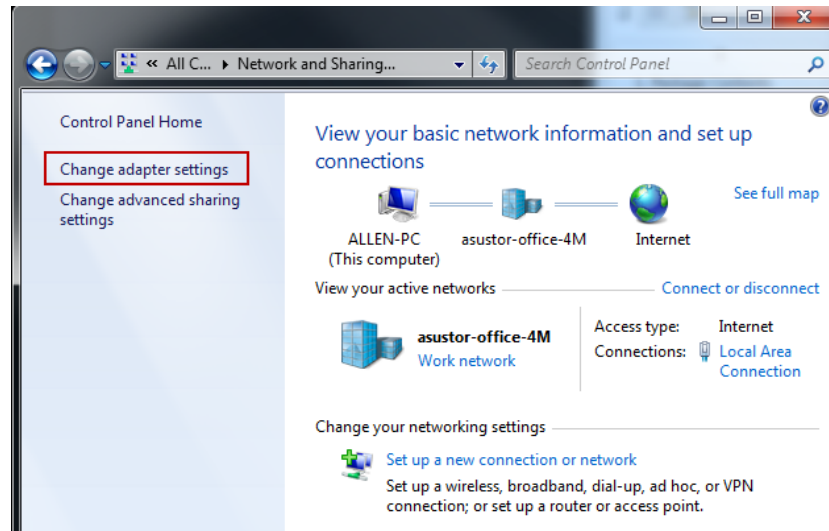 « All C... ▸ Network and Sharing...
Search Control Panel
Control Panel Home
Change adapter settings
Change advanced sharing
settings
View your basic network information and set up
connections
See full map
ALLEN-PC
(This computer)
asustor-office-4M
Internet
View your active networks
Connect or disconnect
asustor-office-4M
Work network
Access type: Internet
Connections: Local Area
Connection
Change your networking settings
Set up a new connection or network
Set up a wireless, broadband, dial-up, ad hoc, or VPN
connection; or set up a router or access point.